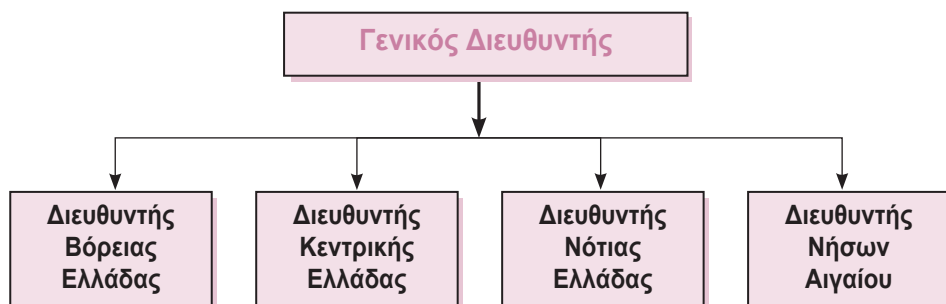 Γενικός Διευθυντής
Διευθυντής
Βόρειας
Ελλάδας
Διευθυντής
Κεντρικής
Ελλάδας
Διευθυντής
Νότιας
Ελλάδας
Διευθυντής
Νήσων
Αιγαίου